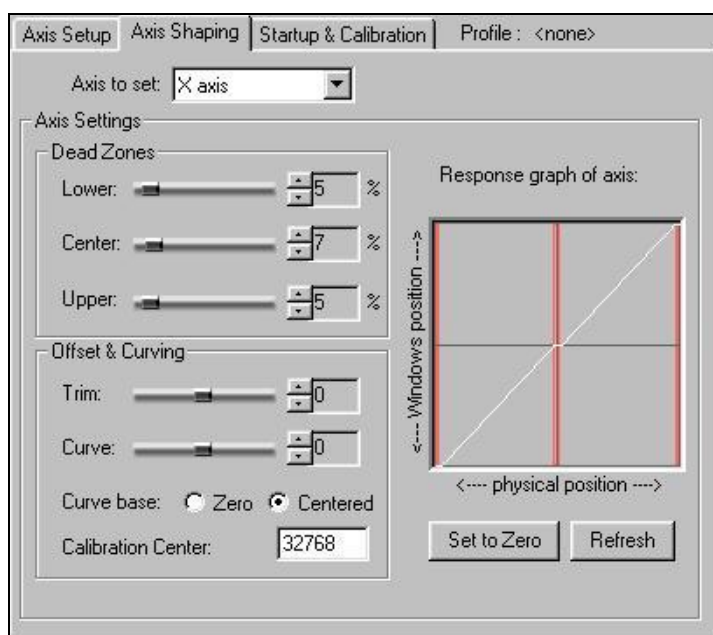 Axis Setup Axis Shaping Startup & Calibration Profile : <none>
Axis to set: X axis
Axis Settings
Dead Zones
Lower: 5 %
Center: 7 %
Upper: 5 %
Offset & Curving
Trim: 0
Curve: 0
Curve base: Zero Centered
Calibration Center: 32768
Response graph of axis:
<--- Windows position --->
<---- physical position ---->
Set to Zero Refresh